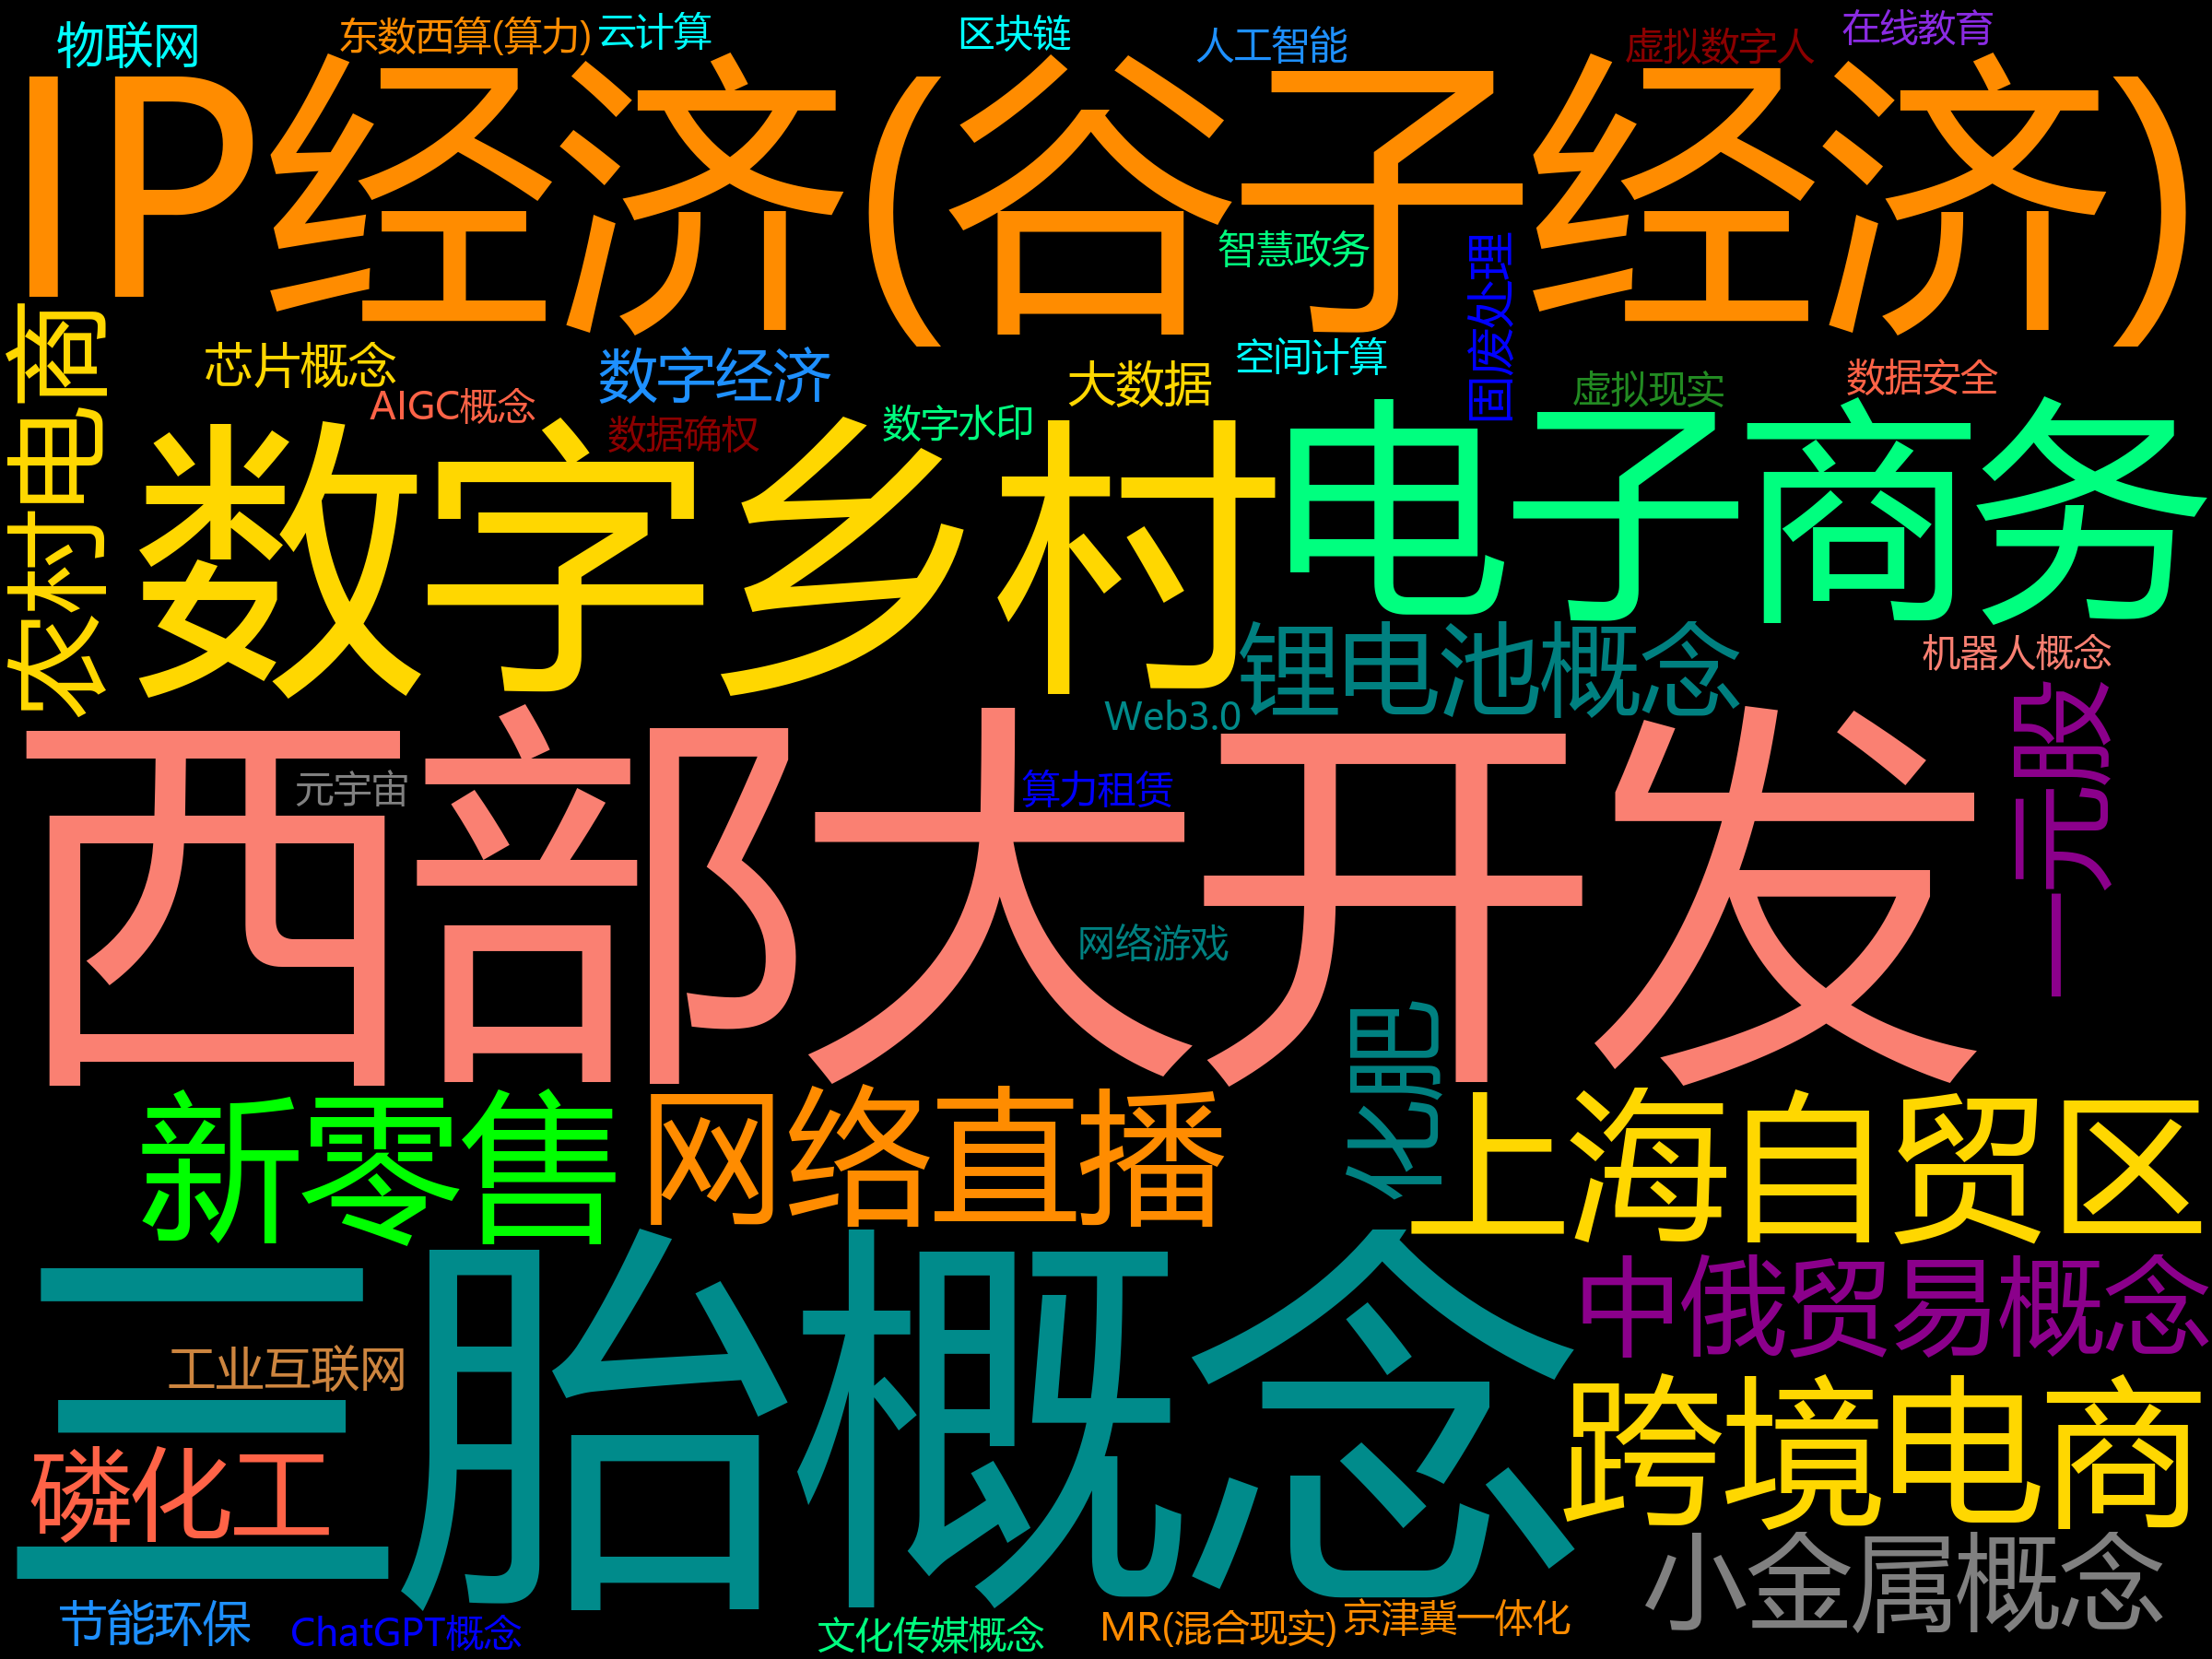 物联网
东数西算(算力)
云计算
区块链
人工智能
虚拟数字人
在线教育
IP经济(谷子经济)
智慧政务
固废处理
农村电商
芯片概念
AIGC概念
数字经济
数据确权
数字水印
大数据
空间计算
虚拟现实
数据安全
数字乡村
电子商务
锂电池概念
机器人概念
Web3.0
一元股
西部大开发
元宇宙
算力租赁
网络游戏
化肥
新零售
网络直播
上海自贸区
三胎概念
中俄贸易概念
工业互联网
跨境电商
磷化工
小金属概念
节能环保
ChatGPT概念
文化传媒概念
MR(混合现实)
京津冀一体化